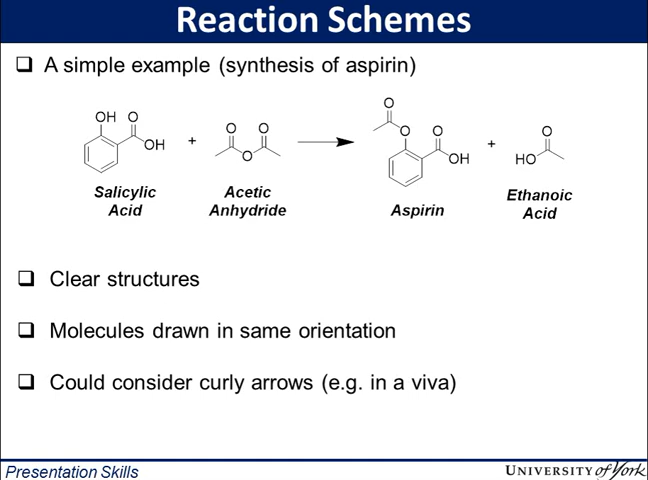 Reaction Schemes
❑ A simple example (synthesis of aspirin)
OH O OH + O O O O O O OH + O HO
Salicylic Acid
Acetic Anhydride
Aspirin
Ethanoic Acid
❑ Clear structures
❑ Molecules drawn in same orientation
❑ Could consider curly arrows (e.g. in a viva)
Presentation Skills
UNIVERSITY of York